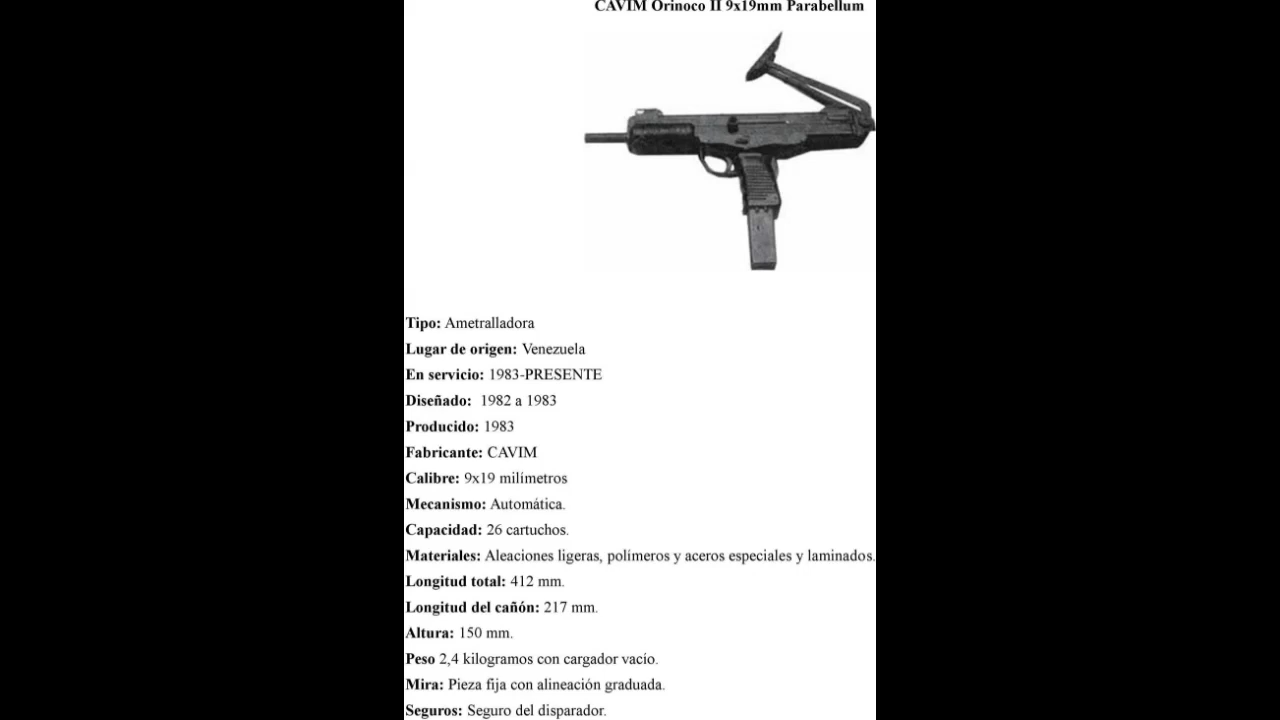 CAVIM Orinoco II 9x19mm Parabellum
Tipo: Ametralladora
Lugar de origen: Venezuela
En servicio: 1983-PRESENTE
Diseñado: 1982 a 1983
Producido: 1983
Fabricante: CAVIM
Calibre: 9x19 milímetros
Mecanismo: Automática.
Capacidad: 26 cartuchos.
Materiales: Aleaciones ligeras, polímeros y aceros especiales y laminados.
Longitud total: 412 mm.
Longitud del cañón: 217 mm.
Altura: 150 mm.
Peso 2,4 kilogramos con cargador vacío.
Mira: Pieza fija con alineación graduada.
Seguros: Seguro del disparador.